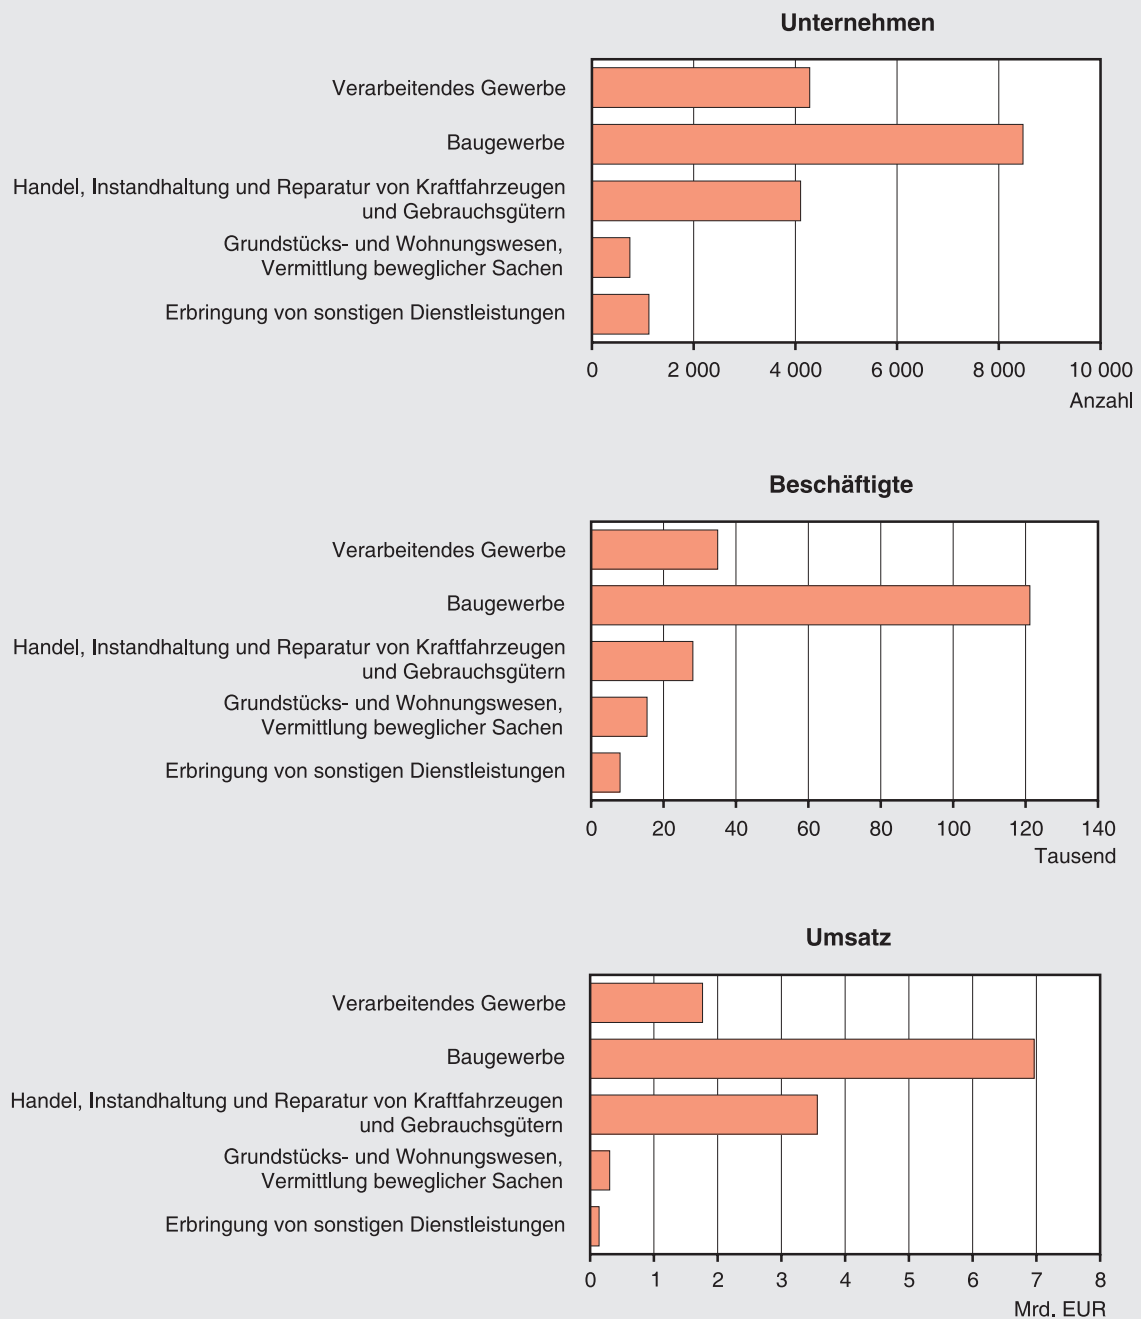 Unternehmen
Verarbeitendes Gewerbe
Baugewerbe
Handel, Instandhaltung und Reparatur von Kraftfahrzeugen
und Gebrauchsgütern
Grundstücks- und Wohnungswesen,
Vermittlung beweglicher Sachen
Erbringung von sonstigen Dienstleistungen
0 2 000 4 000 6 000 8 000 10 000
Anzahl
Beschäftigte
Verarbeitendes Gewerbe
Baugewerbe
Handel, Instandhaltung und Reparatur von Kraftfahrzeugen
und Gebrauchsgütern
Grundstücks- und Wohnungswesen,
Vermittlung beweglicher Sachen
Erbringung von sonstigen Dienstleistungen
0 20 40 60 80 100 120 140
Tausend
Umsatz
Verarbeitendes Gewerbe
Baugewerbe
Handel, Instandhaltung und Reparatur von Kraftfahrzeugen
und Gebrauchsgütern
Grundstücks- und Wohnungswesen,
Vermittlung beweglicher Sachen
Erbringung von sonstigen Dienstleistungen
0 1 2 3 4 5 6 7 8
Mrd. EUR